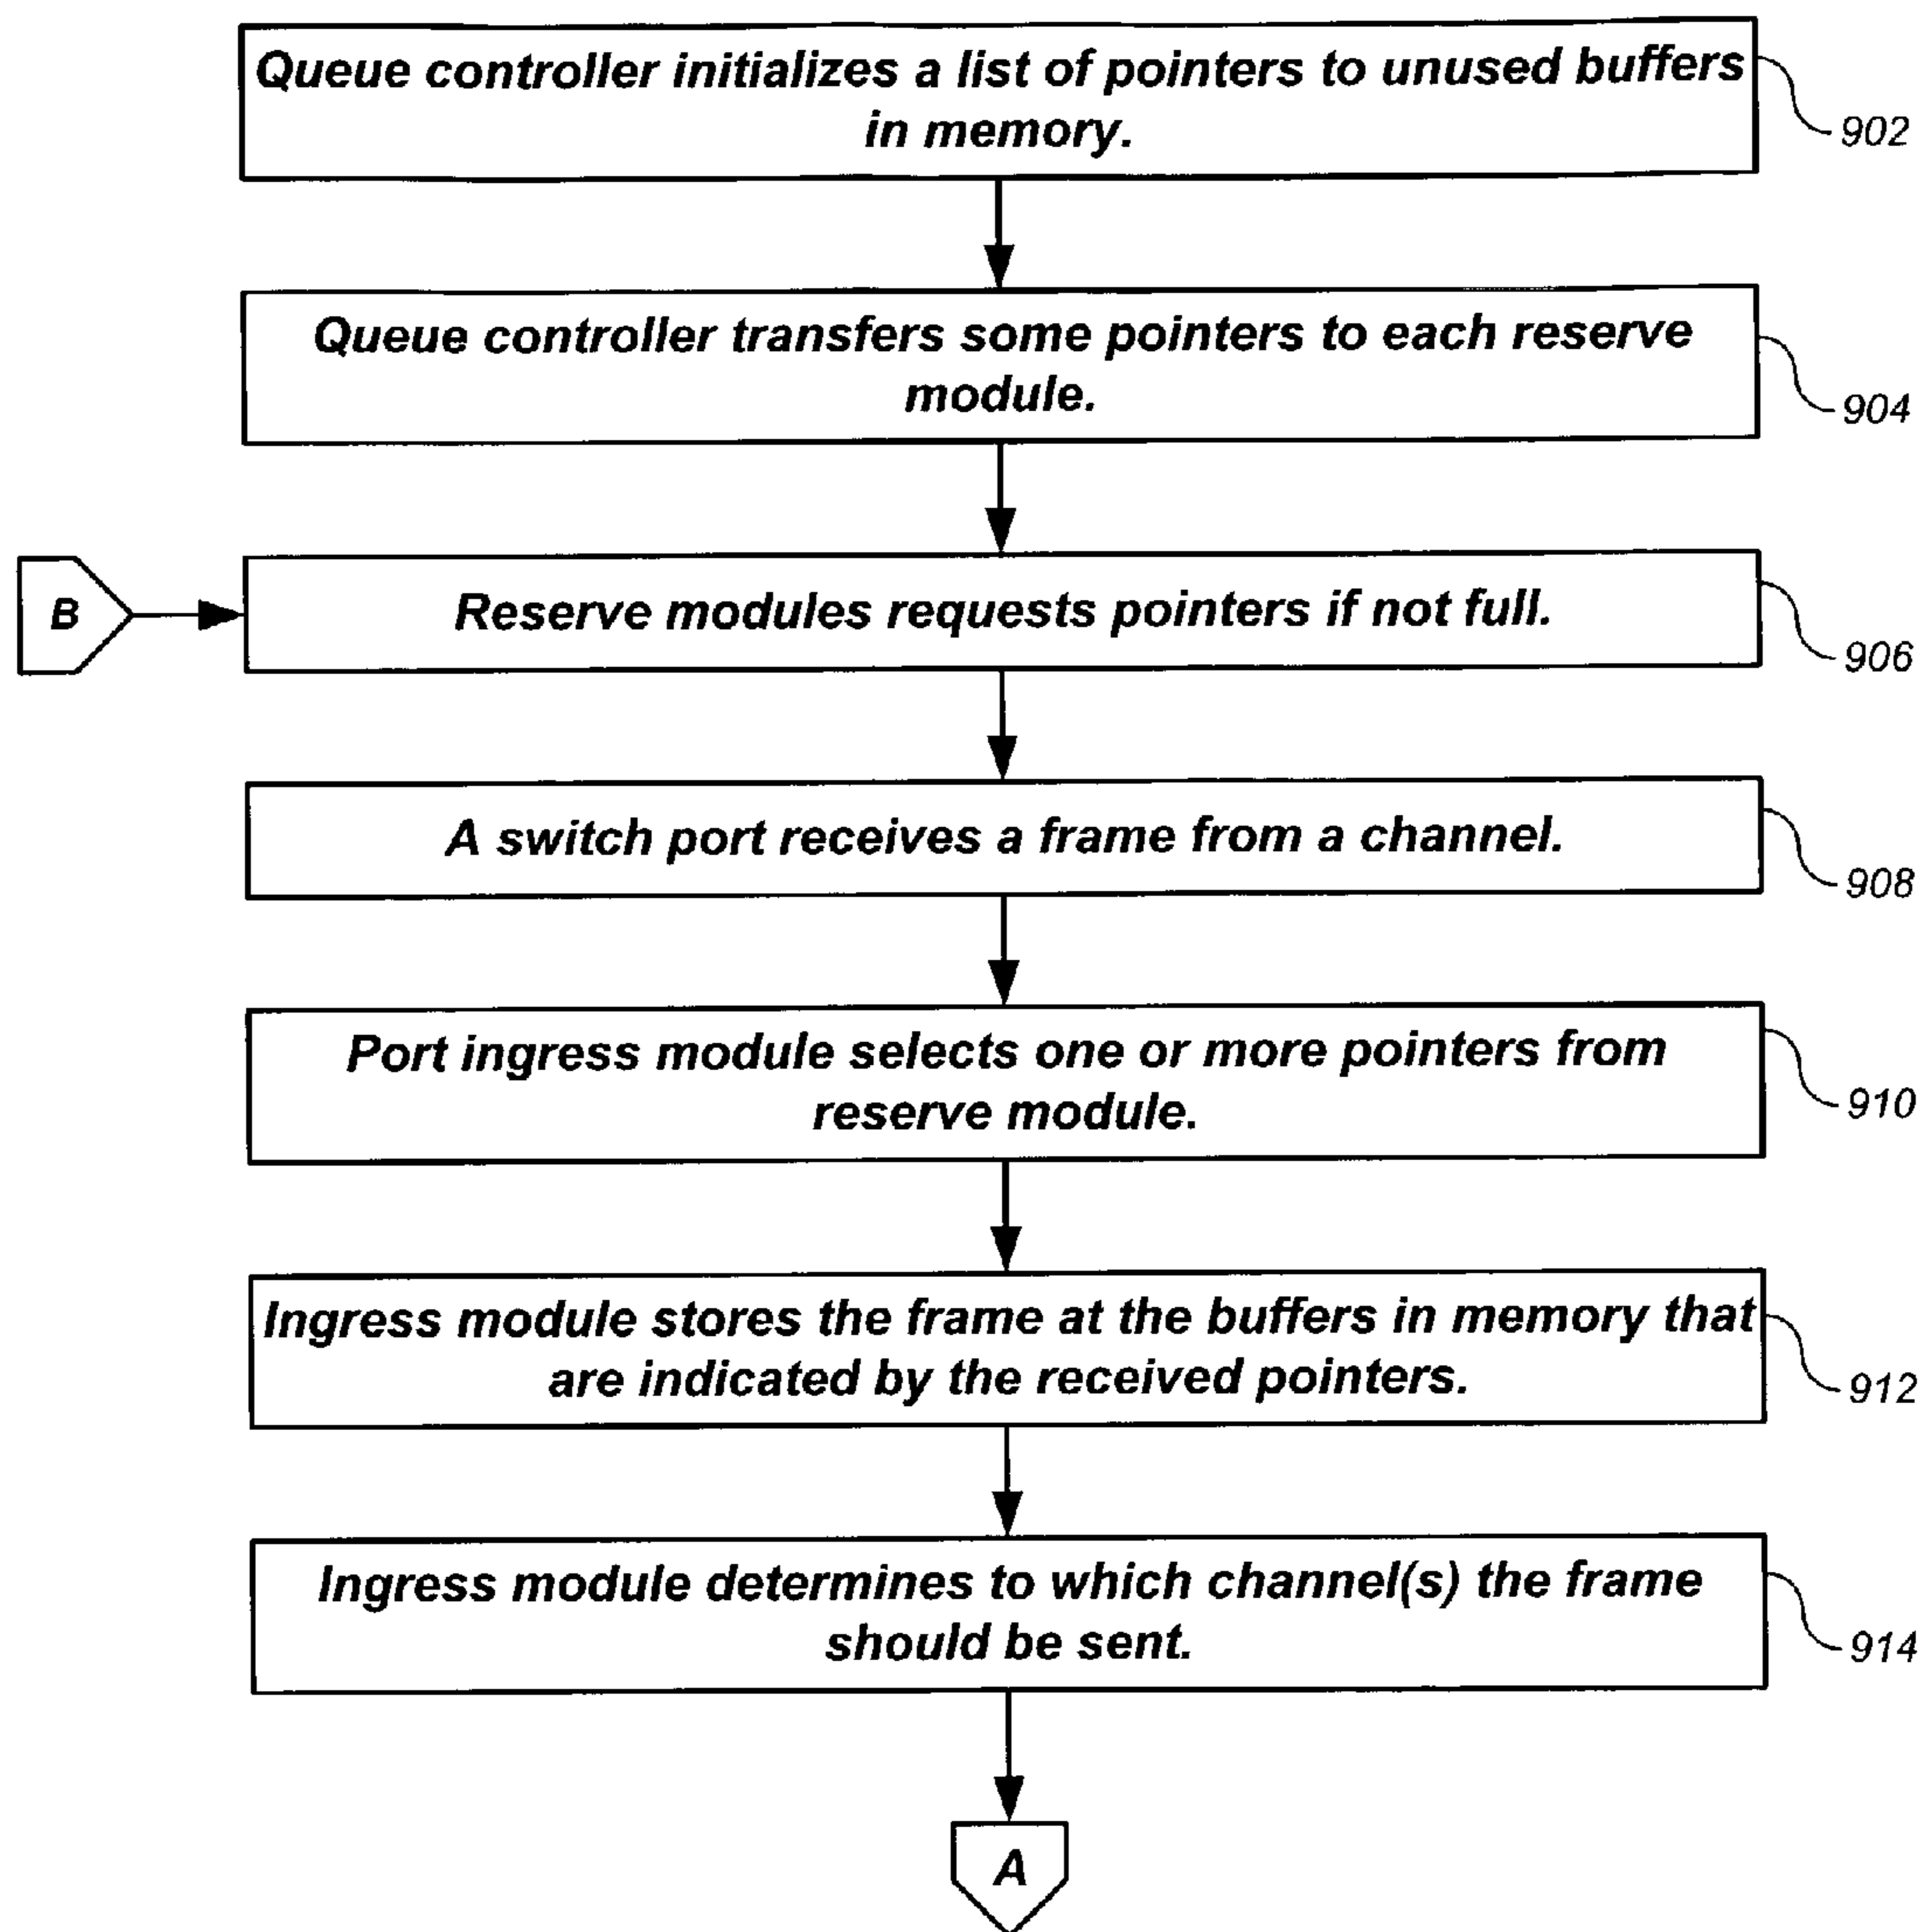 Queue controller initializes a list of pointers to unused buffers
in memory.
902
Queue controller transfers some pointers to each reserve
module.
904
B
Reserve modules requests pointers if not full.
906
A switch port receives a frame from a channel.
908
Port ingress module selects one or more pointers from
reserve module.
910
Ingress module stores the frame at the buffers in memory that
are indicated by the received pointers.
912
Ingress module determines to which channel(s) the frame
should be sent.
914
A